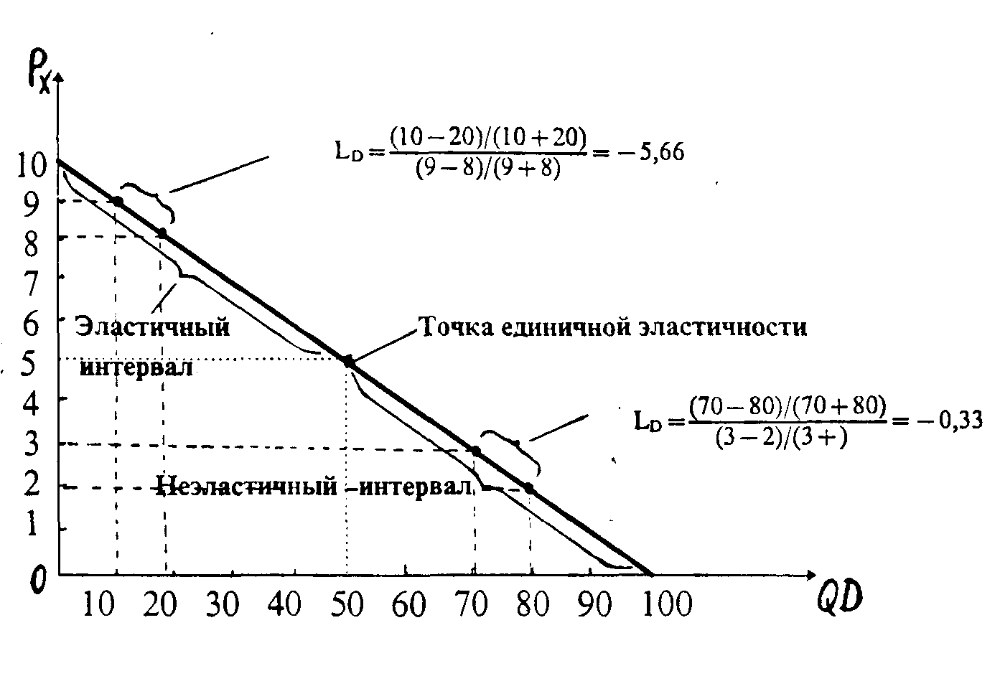 Px
L_D = (10 − 20)/(10 + 20)
(9 − 8)/(9 + 8)
= −5,66
10
9
8
7
6
5
4
3
2
1
0
Эластичный
интервал
Точка единичной эластичности
L_D = (70 − 80)/(70 + 80)
(3 − 2)/(3+)
= −0,33
Неэластичный интервал
10 20 30 40 50 60 70 80 90 100
QD